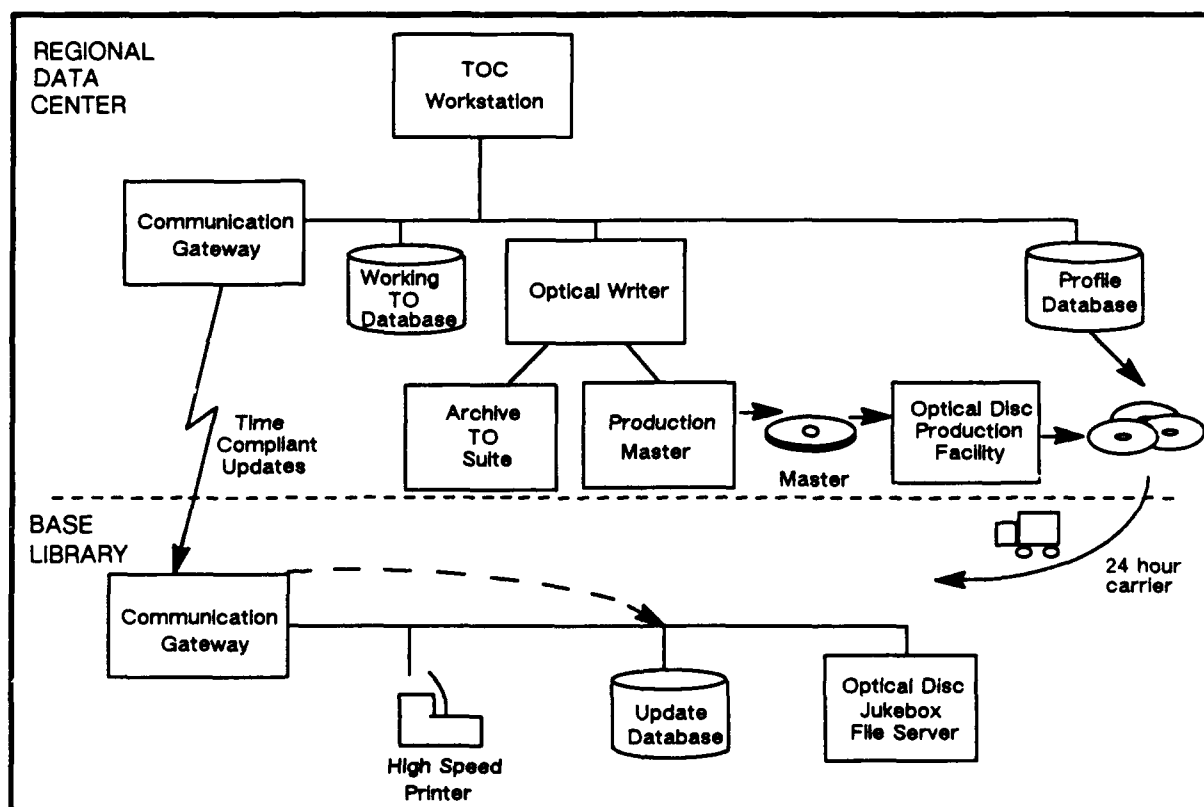 REGIONAL
DATA
CENTER
TOC
Workstation
Communication
Gateway
Working
TO
Database
Optical Writer
Profile
Database
Archive
TO
Suite
Production
Master
Master
Optical Disc
Production
Facility
Time
Compliant
Updates
BASE
LIBRARY
24 hour
carrier
Communication
Gateway
High Speed
Printer
Update
Database
Optical Disc
Jukebox
File Server